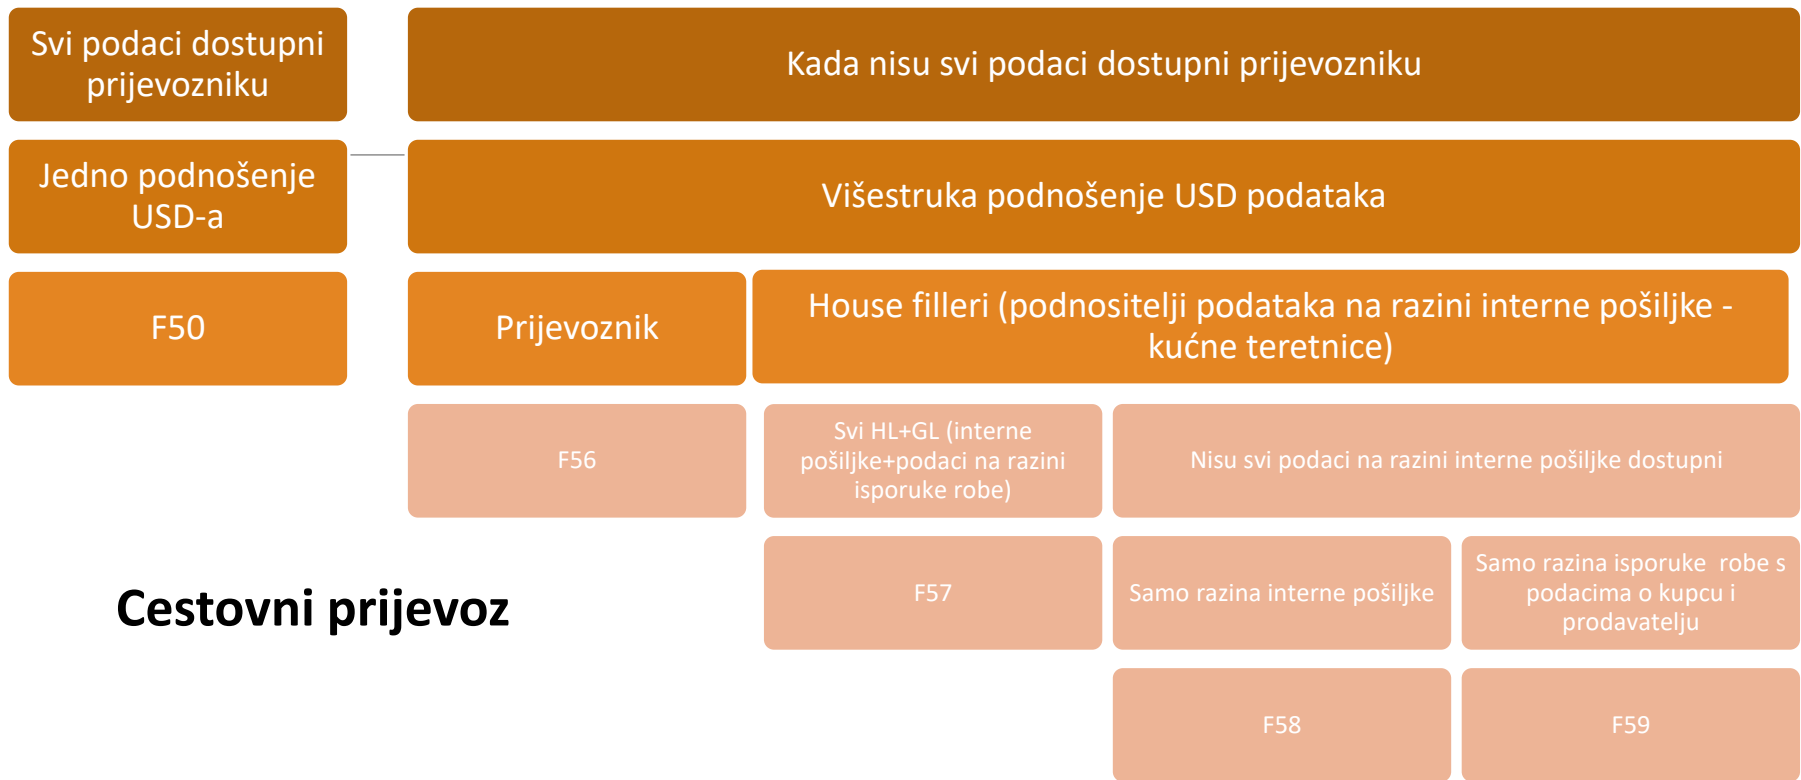 Svi podaci dostupni
prijevozniku
Kada nisu svi podaci dostupni prijevozniku
Jedno podnošenje
USD-a
Višestruka podnošenje USD podataka
F50
Prijevoznik
House filleri (podnositelji podataka na razini interne pošiljke -
kućne teretnice)
F56
Svi HL+GL (interne
pošiljke+podaci na razini
isporuke robe)
Nisu svi podaci na razini interne pošiljke dostupni
Cestovni prijevoz
F57
Samo razina interne pošiljke
Samo razina isporuke robe s
podacima o kupcu i
prodavatelju
F58
F59